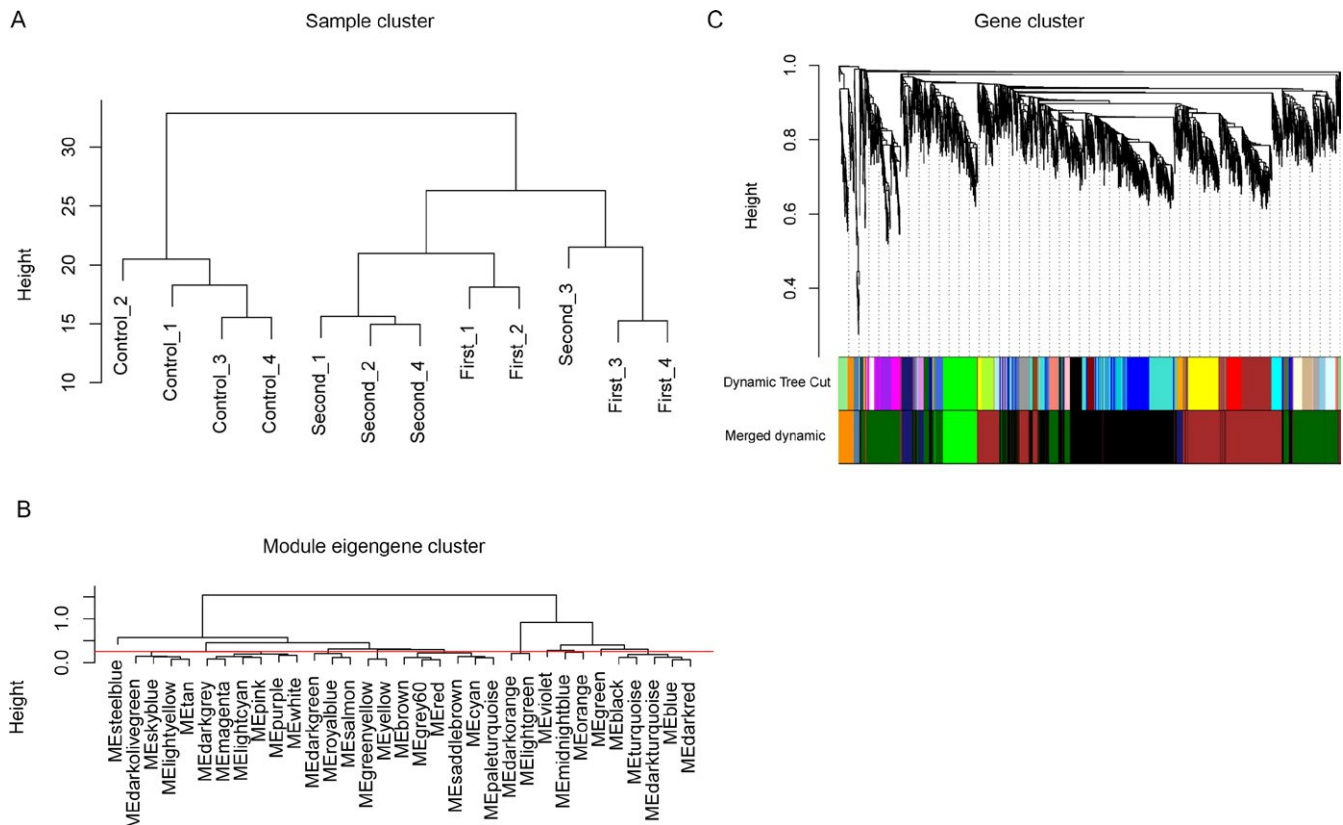 A
Sample cluster
Height
30
25
20
15
10
Control_2
Control_1
Control_3
Control_4
Second_1
Second_2
Second_4
First_1
First_2
Second_3
First_3
First_4
B
Module eigengene cluster
Height
1.0
0.0
MEsteelblue
MEdarkolivegreen
MEskyblue
MElightyellow
MEtan
MEdarkgrey
MEmagenta
MElightcyan
MEpink
MEpurple
MEwhite
MEdarkgreen
MEroyalblue
MEsalmon
MEgreenyellow
MEyellow
MEbrown
MEgrey60
MEred
MEsaddlebrown
MEcyan
MEpaleturquoise
MEdarkorange
MElightgreen
MEviolet
MEmidnightblue
MEorange
MEgreen
MEblack
MEturquoise
MEdarkturquoise
MEblue
MEdarkred
C
Gene cluster
Height
1.0
0.8
0.6
0.4
Dynamic Tree Cut
Merged dynamic